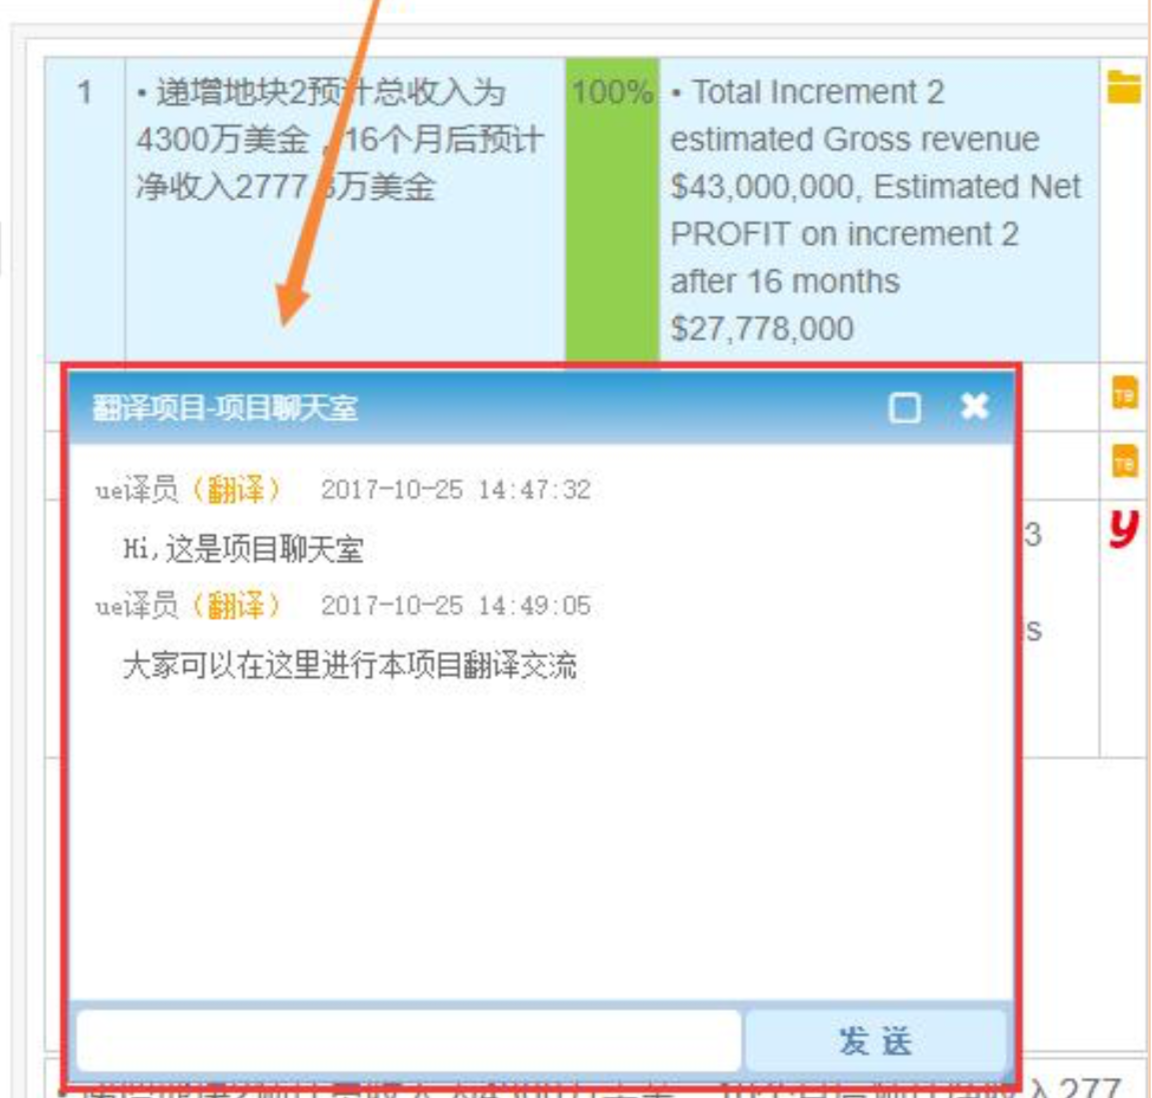 1
• 递增地块2预计总收入为
4300万美金，16个月后预计
净收入2777.8万美金
100%
• Total Increment 2
estimated Gross revenue
$43,000,000, Estimated Net
PROFIT on increment 2
after 16 months
$27,778,000
TB
TB
3
y
s
翻译项目-项目聊天室
ue译员（翻译） 2017-10-25 14:47:32
Hi,这是项目聊天室
ue译员（翻译） 2017-10-25 14:49:05
大家可以在这里进行本项目翻译交流
发 送
入277